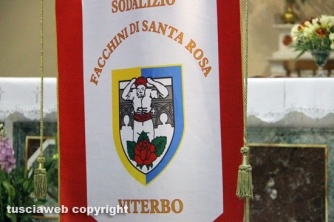 SODALIZIO
FACCHINI DI SANTA ROSA
VITERBO
tusciaweb copyright